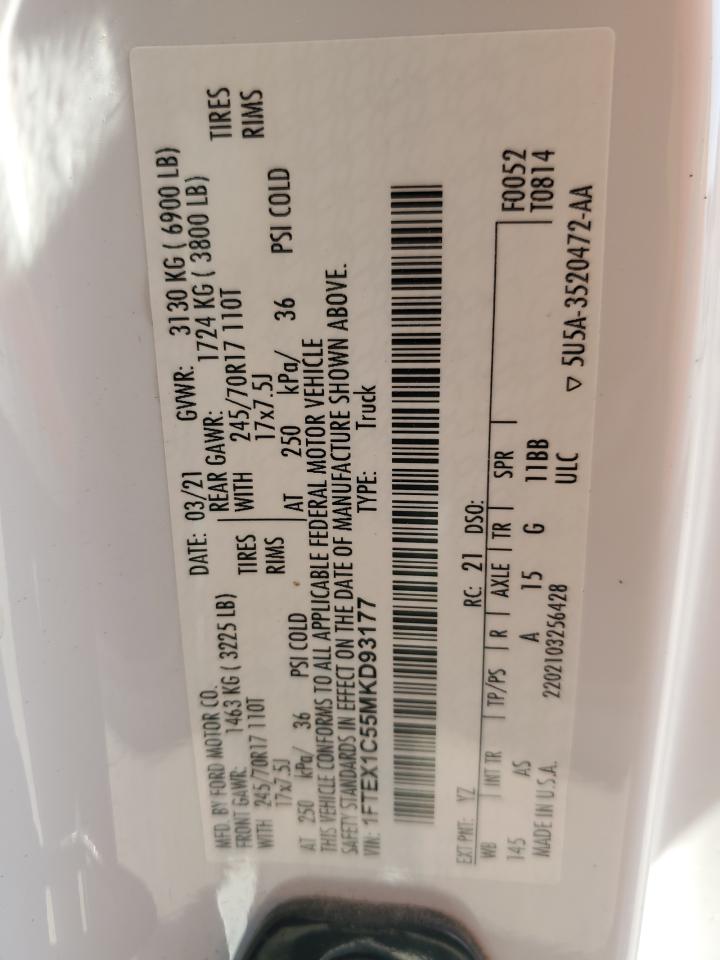 MFD. BY FORD MOTOR CO. DATE: 03/21 GVWR: 3130 KG ( 6900 LB)
FRONT GAWR: 1463 KG ( 3225 LB) REAR GAWR: 1724 KG ( 3800 LB)
WITH 245/70R17 110T TIRES WITH 245/70R17 110T TIRES
17x7.5J RIMS 17x7.5J RIMS
AT 250 kPa/ 36 PSI COLD AT 250 kPa/ 36 PSI COLD
THIS VEHICLE CONFORMS TO ALL APPLICABLE FEDERAL MOTOR VEHICLE
SAFETY STANDARDS IN EFFECT ON THE DATE OF MANUFACTURE SHOWN ABOVE.
VIN: 1FTEX1C55MKD93177 TYPE: Truck
EXT PNT: YZ RC: 21 DSO: F0052
WB INT TR TP/PS R AXLE TR SPR T0814
145 AS A 15 G 11BB
MADE IN U.S.A. 2202103256428 ULC ▽ 5U5A-3520472-AA